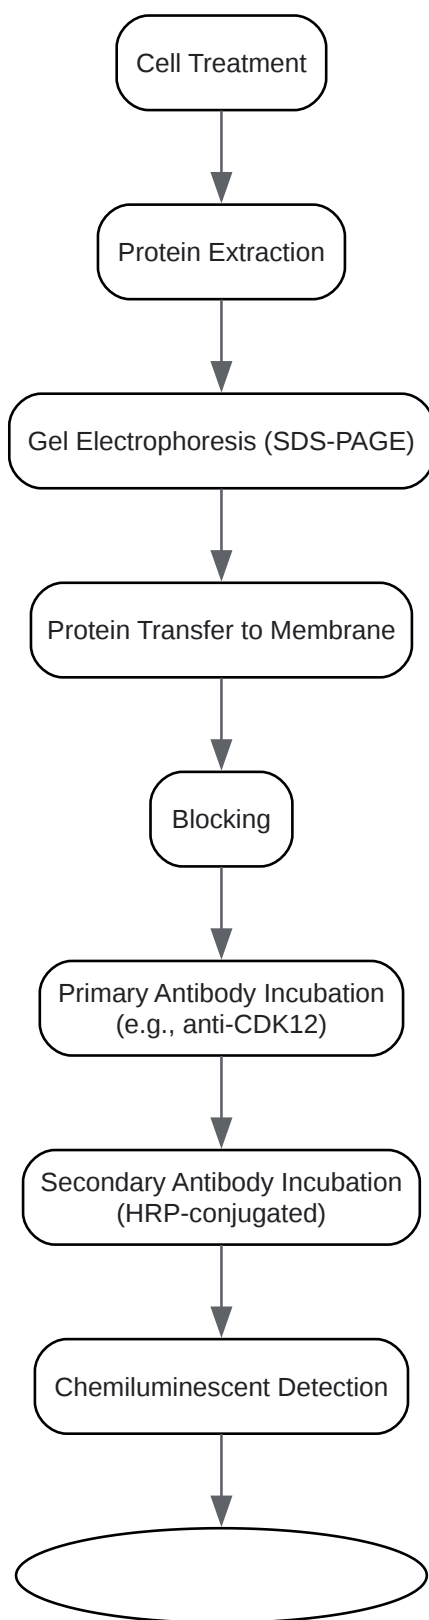 Cell Treatment
Protein Extraction
Gel Electrophoresis (SDS-PAGE)
Protein Transfer to Membrane
Blocking
Primary Antibody Incubation
(e.g., anti-CDK12)
Secondary Antibody Incubation
(HRP-conjugated)
Chemiluminescent Detection